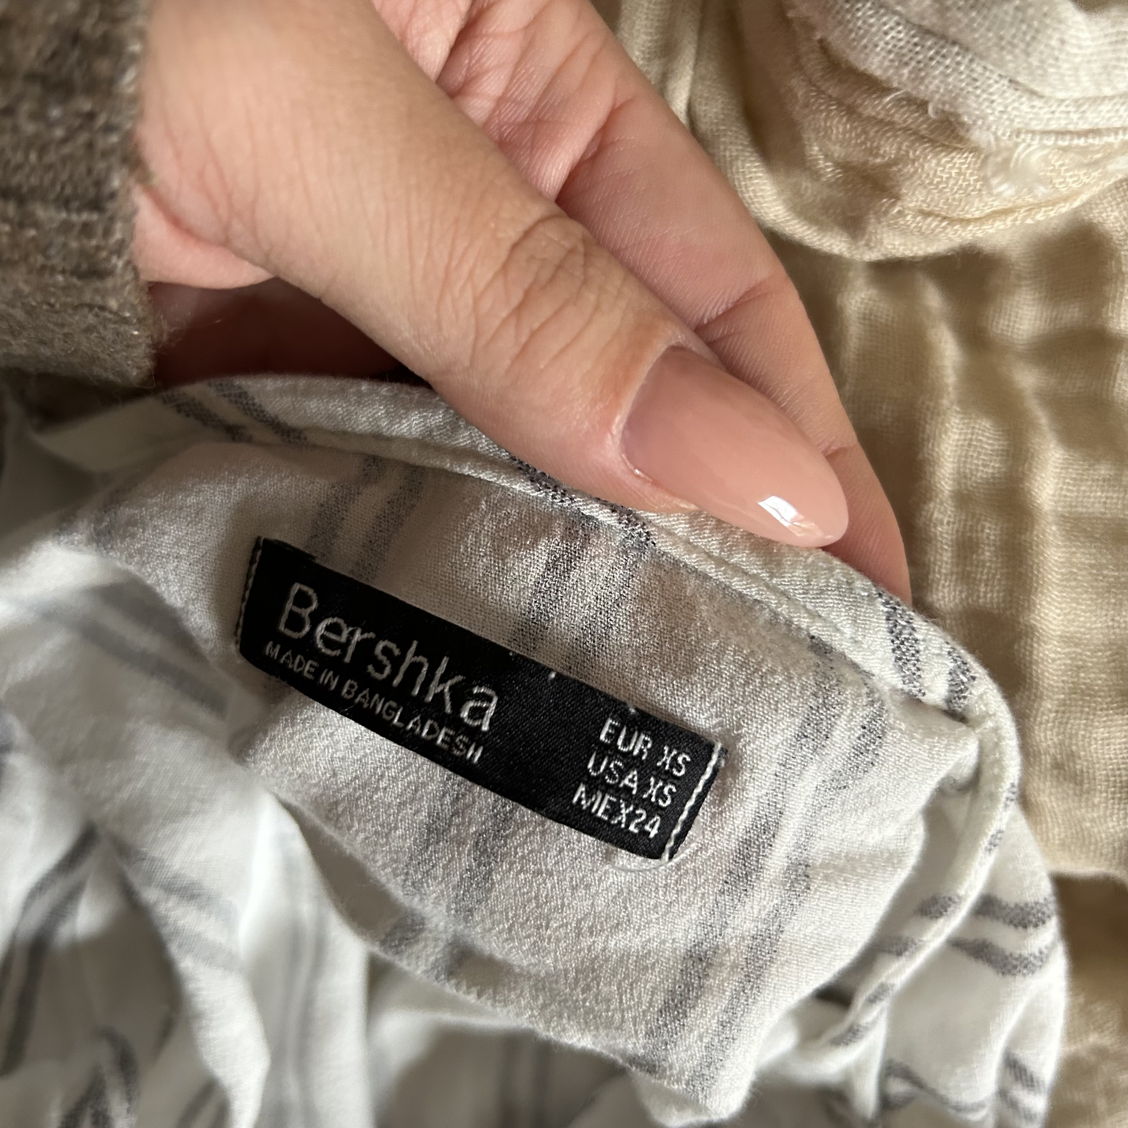 Bershka
MADE IN BANGLADESH
EUR XS
USA XS
MEX24